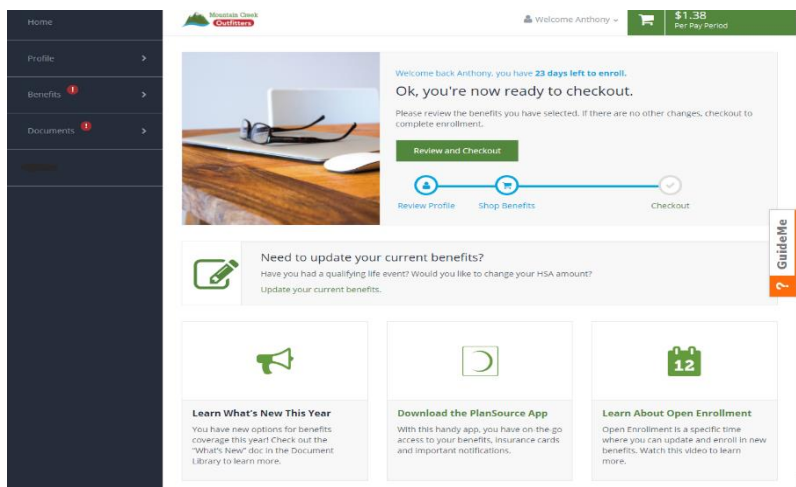 Home
Profile
Benefits
Documents
Mountain Creek
Outfitters
Welcome Anthony
$1.38
Per Pay Period
Welcome back Anthony, you have 23 days left to enroll.
Ok, you're now ready to checkout.
Please review the benefits you have selected. If there are no other changes, checkout to
complete enrollment.
Review and Checkout
Review Profile
Shop Benefits
Checkout
GuideMe
?
Need to update your current benefits?
Have you had a qualifying life event? Would you like to change your HSA amount?
Update your current benefits.
12
Learn What's New This Year
You have new options for benefits
coverage this year! Check out the
"What's New" doc in the Document
Library to learn more.
Download the PlanSource App
With this handy app, you have on-the-go
access to your benefits, insurance cards
and important notifications.
Learn About Open Enrollment
Open Enrollment is a specific time
where you can update and enroll in new
benefits. Watch this video to learn
more.